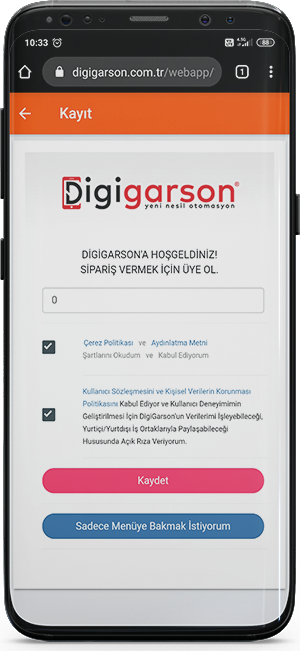 10:33
88
digigarson.com.tr/webapp/
1
Kayıt
Digigarson®
yeni nesil otomasyon
DİGİGARSON'A HOŞGELDİNİZ!
SİPARİŞ VERMEK İÇİN ÜYE OL.
0
Çerez Politikası ve Aydınlatma Metni
Şartlarını Okudum ve Kabul Ediyorum
Kullanıcı Sözleşmesini ve Kişisel Verilerin Korunması
Politikasını Kabul Ediyor ve Kullanıcı Deneyimimin
Geliştirilmesi İçin DigiGarson'un Verilerimi İşleyebileceği,
Yurtiçi/Yurtdışı İş Ortaklarıyla Paylaşabileceği
Hususunda Açık Rıza Veriyorum.
Kaydet
Sadece Menüye Bakmak İstiyorum